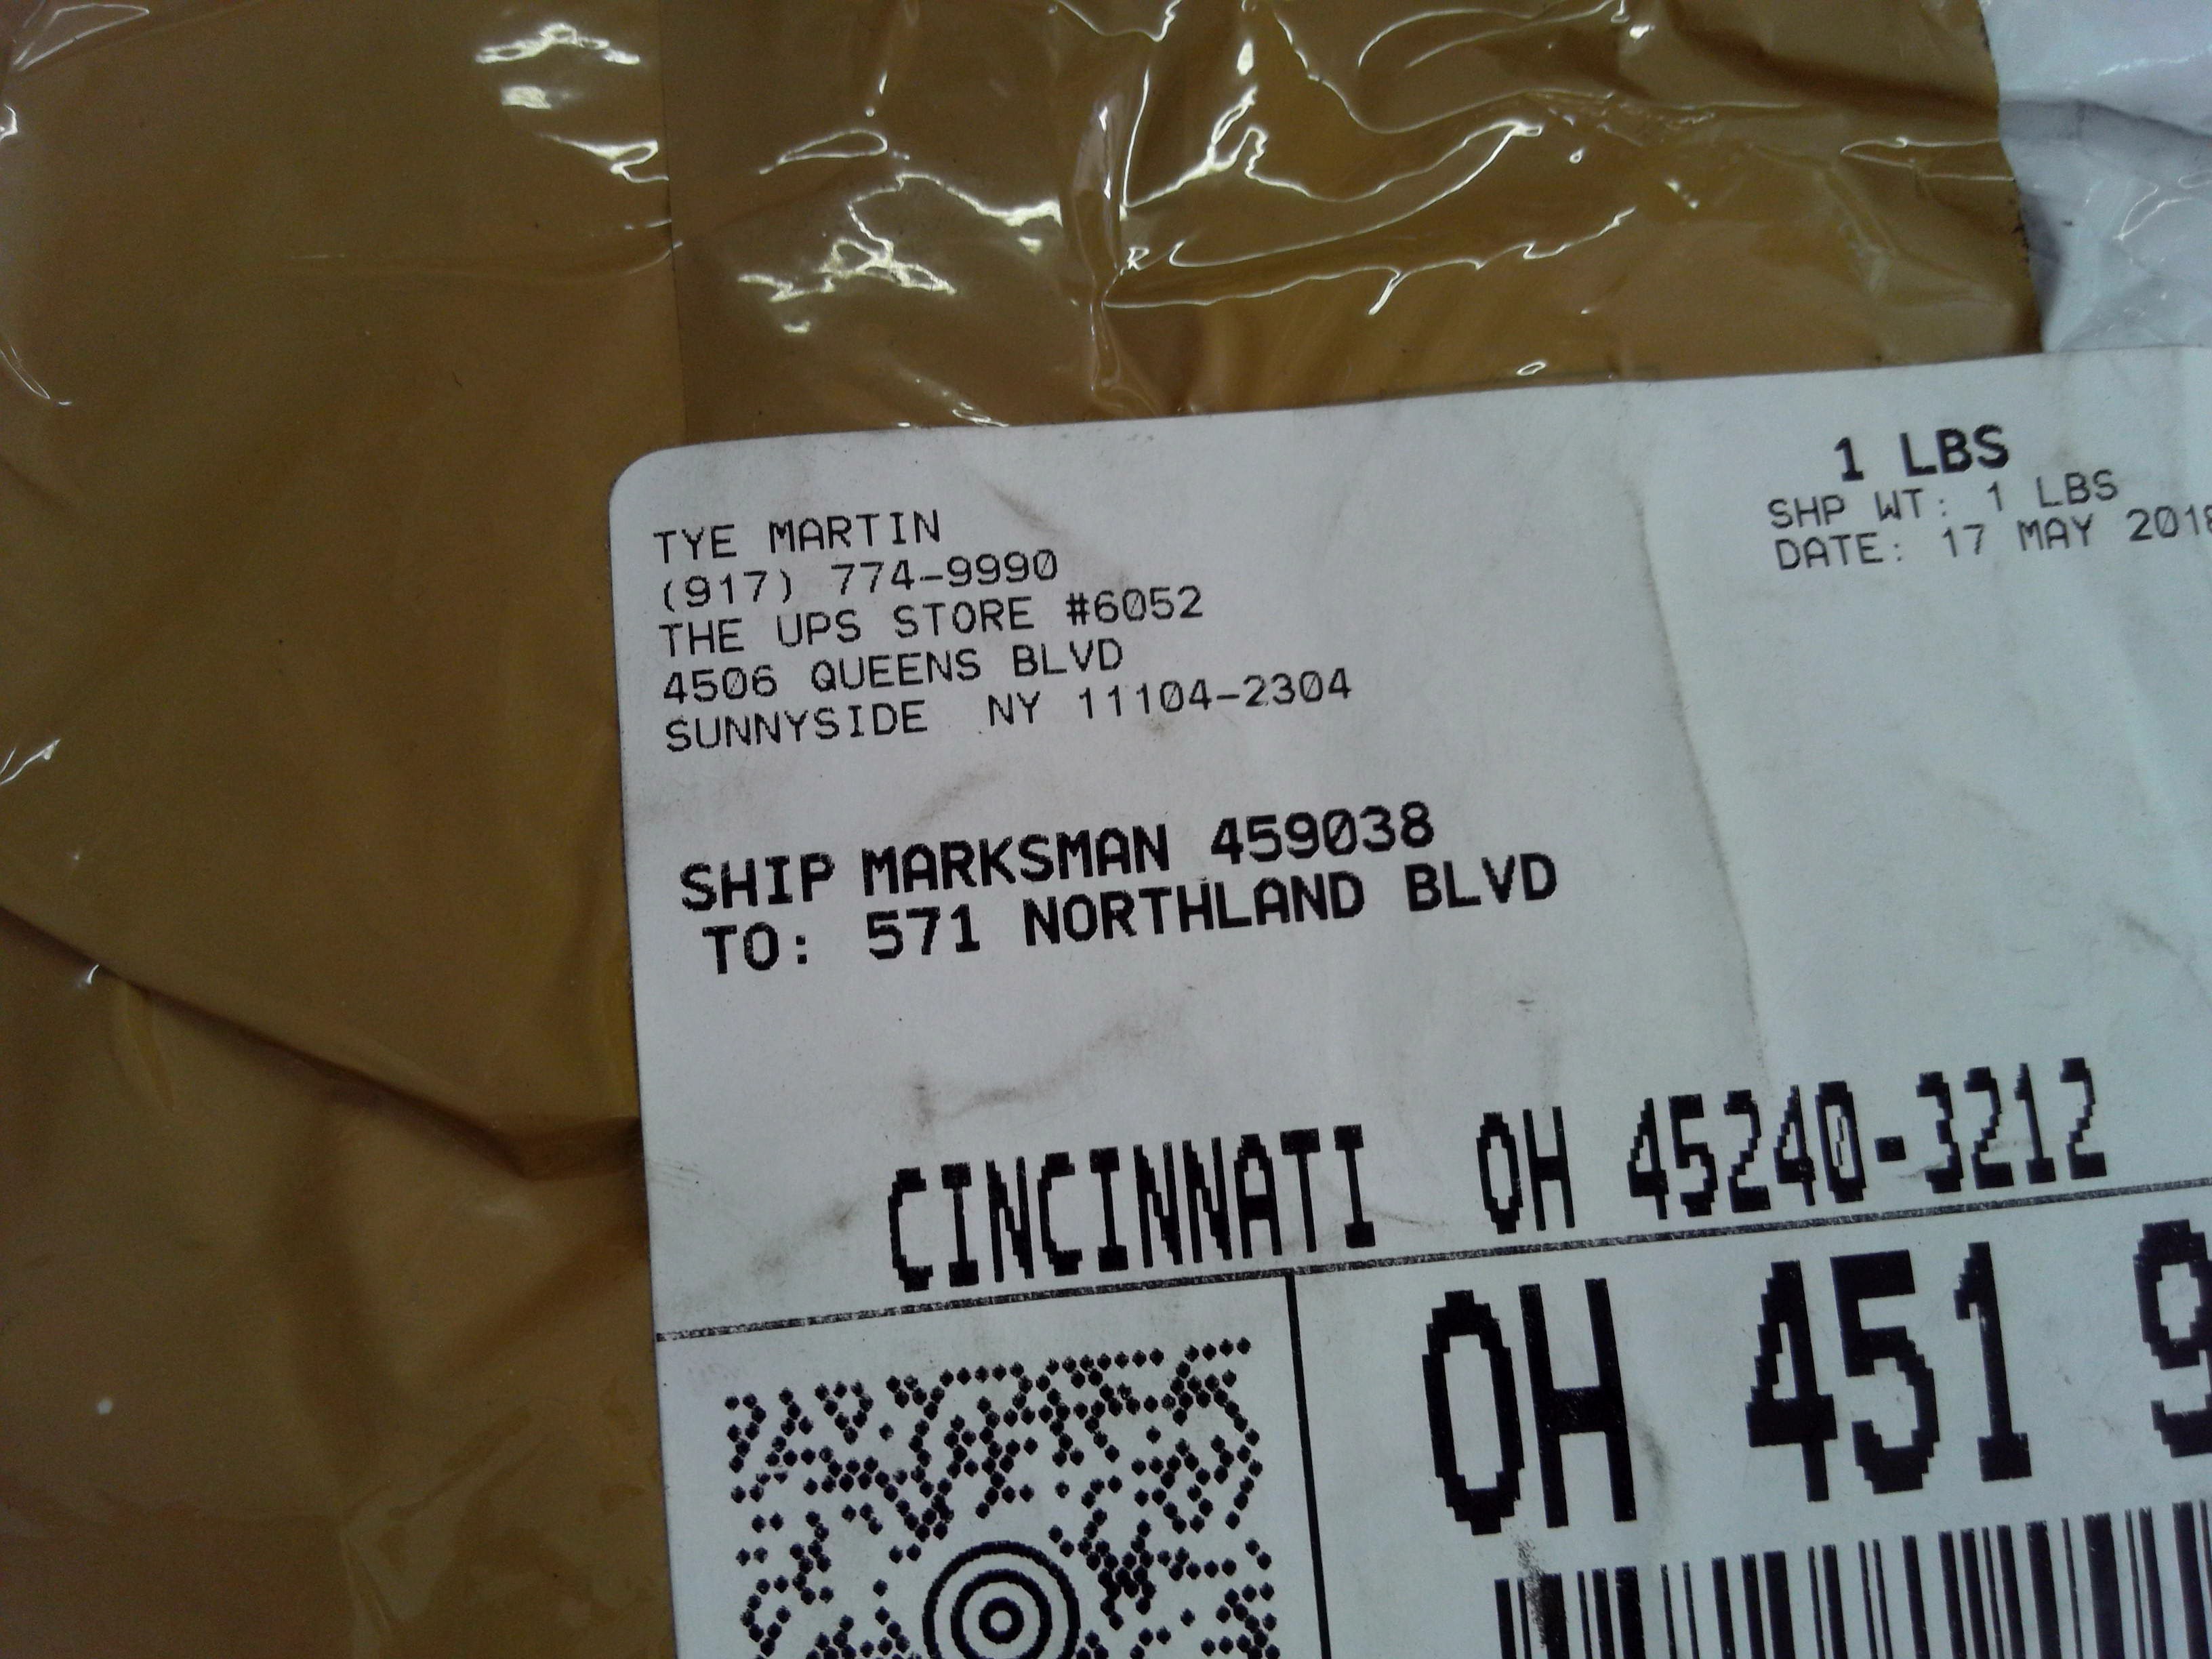 TYE MARTIN
(917) 774-9990
THE UPS STORE #6052
4506 QUEENS BLVD
SUNNYSIDE NY 11104-2304
1 LBS
SHP WT: 1 LBS
DATE: 17 MAY 2018
SHIP MARKSMAN 459038
TO: 571 NORTHLAND BLVD
CINCINNATI OH 45240-3212
OH 451 9